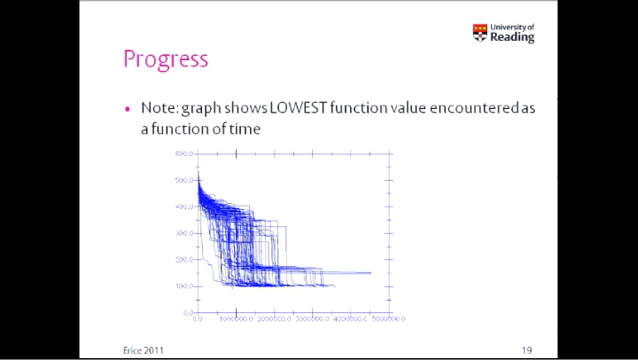 University of
Reading
Progress
• Note: graph shows LOWEST function value encountered as
a function of time
600.0
500.0
400.0
300.0
200.0
100.0
0.0
0.0 1000000.0 2000000.0 3000000.0 4000000.0 5000000.0
Erice 2011
19